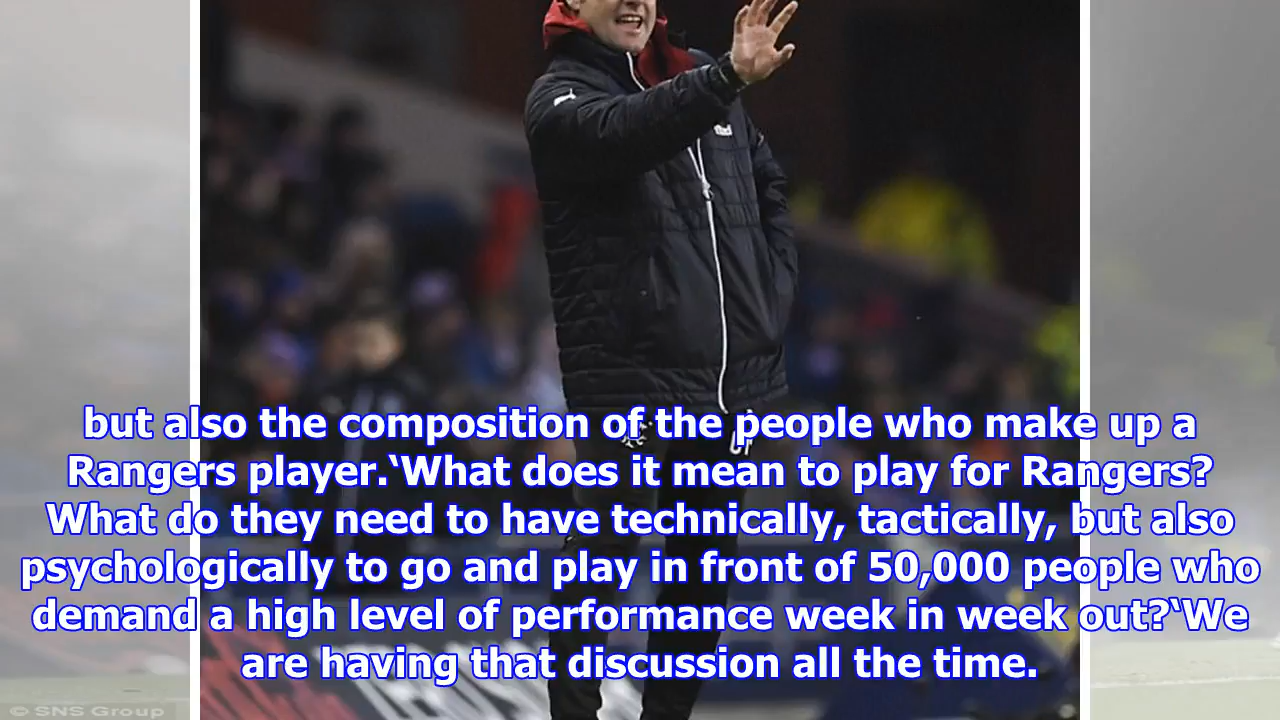 but also the composition of the people who make up a
Rangers player.‘What does it mean to play for Rangers?
What do they need to have technically, tactically, but also
psychologically to go and play in front of 50,000 people who
demand a high level of performance week in week out?‘We
are having that discussion all the time.
© SNS Group